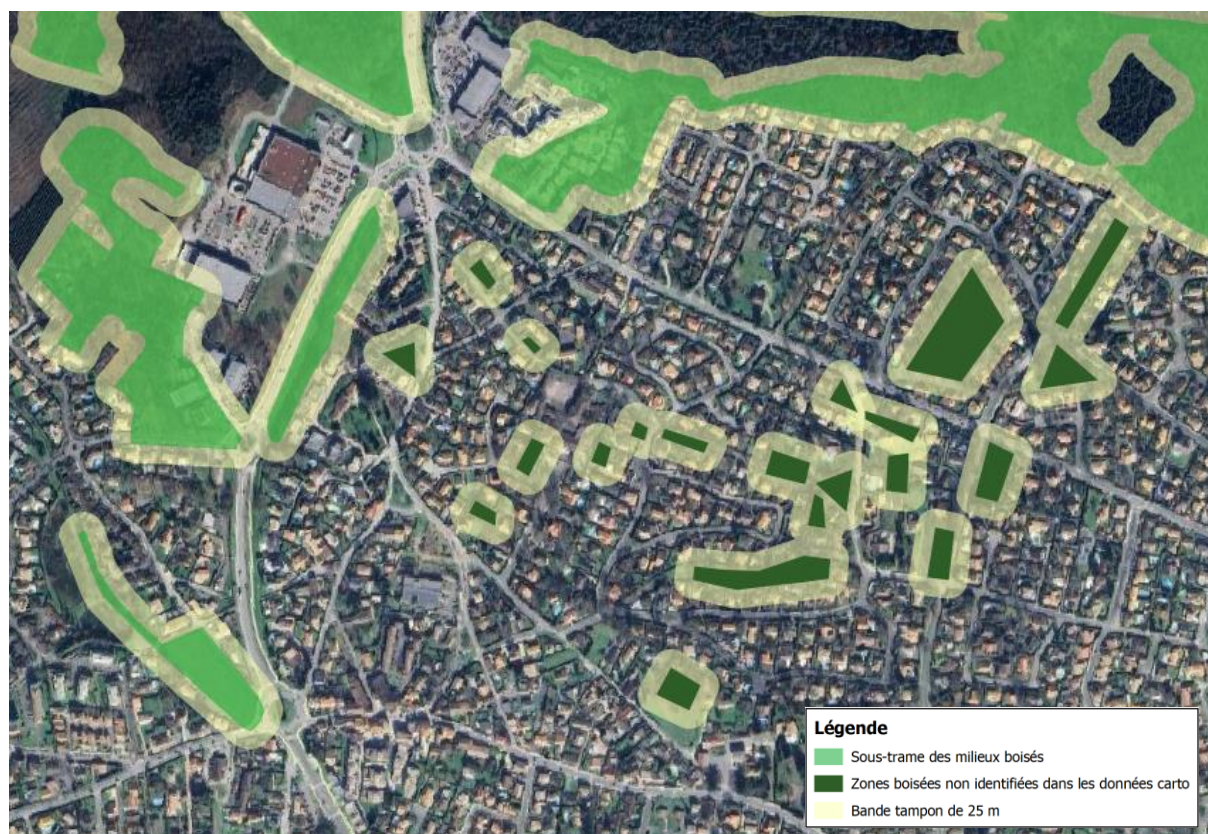 Légende
Sous-trame des milieux boisés
Zones boisées non identifiées dans les données carto
Bande tampon de 25 m